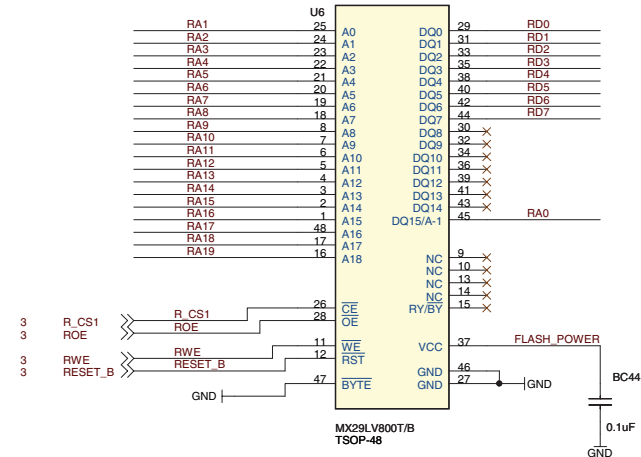 U6
RA1 25 A0 DQ0 29 RD0
RA2 24 A1 DQ1 31 RD1
RA3 23 A2 DQ2 33 RD2
RA4 22 A3 DQ3 35 RD3
RA5 21 A4 DQ4 38 RD4
RA6 20 A5 DQ5 40 RD5
RA7 19 A6 DQ6 42 RD6
RA8 18 A7 DQ7 44 RD7
RA9 8 A8 DQ8 30
RA10 7 A9 DQ9 32
RA11 6 A10 DQ10 34
RA12 5 A11 DQ11 36
RA13 4 A12 DQ12 39
RA14 3 A13 DQ13 41
RA15 2 A14 DQ14 43
RA16 1 A15 DQ15/A-1 45 RA0
RA17 48 A16
RA18 17 A17
RA19 16 A18 NC 9
NC 10
NC 13
NC 14
3 R_CS1 R_CS1 26 CE RY/BY 15
3 ROE ROE 28 OE
3 RWE RWE 11 WE VCC 37 FLASH_POWER
3 RESET_B RESET_B 12 RST
GND 46
GND 47 BYTE GND 27 GND
BC44
0.1uF
GND
MX29LV800T/B
TSOP-48